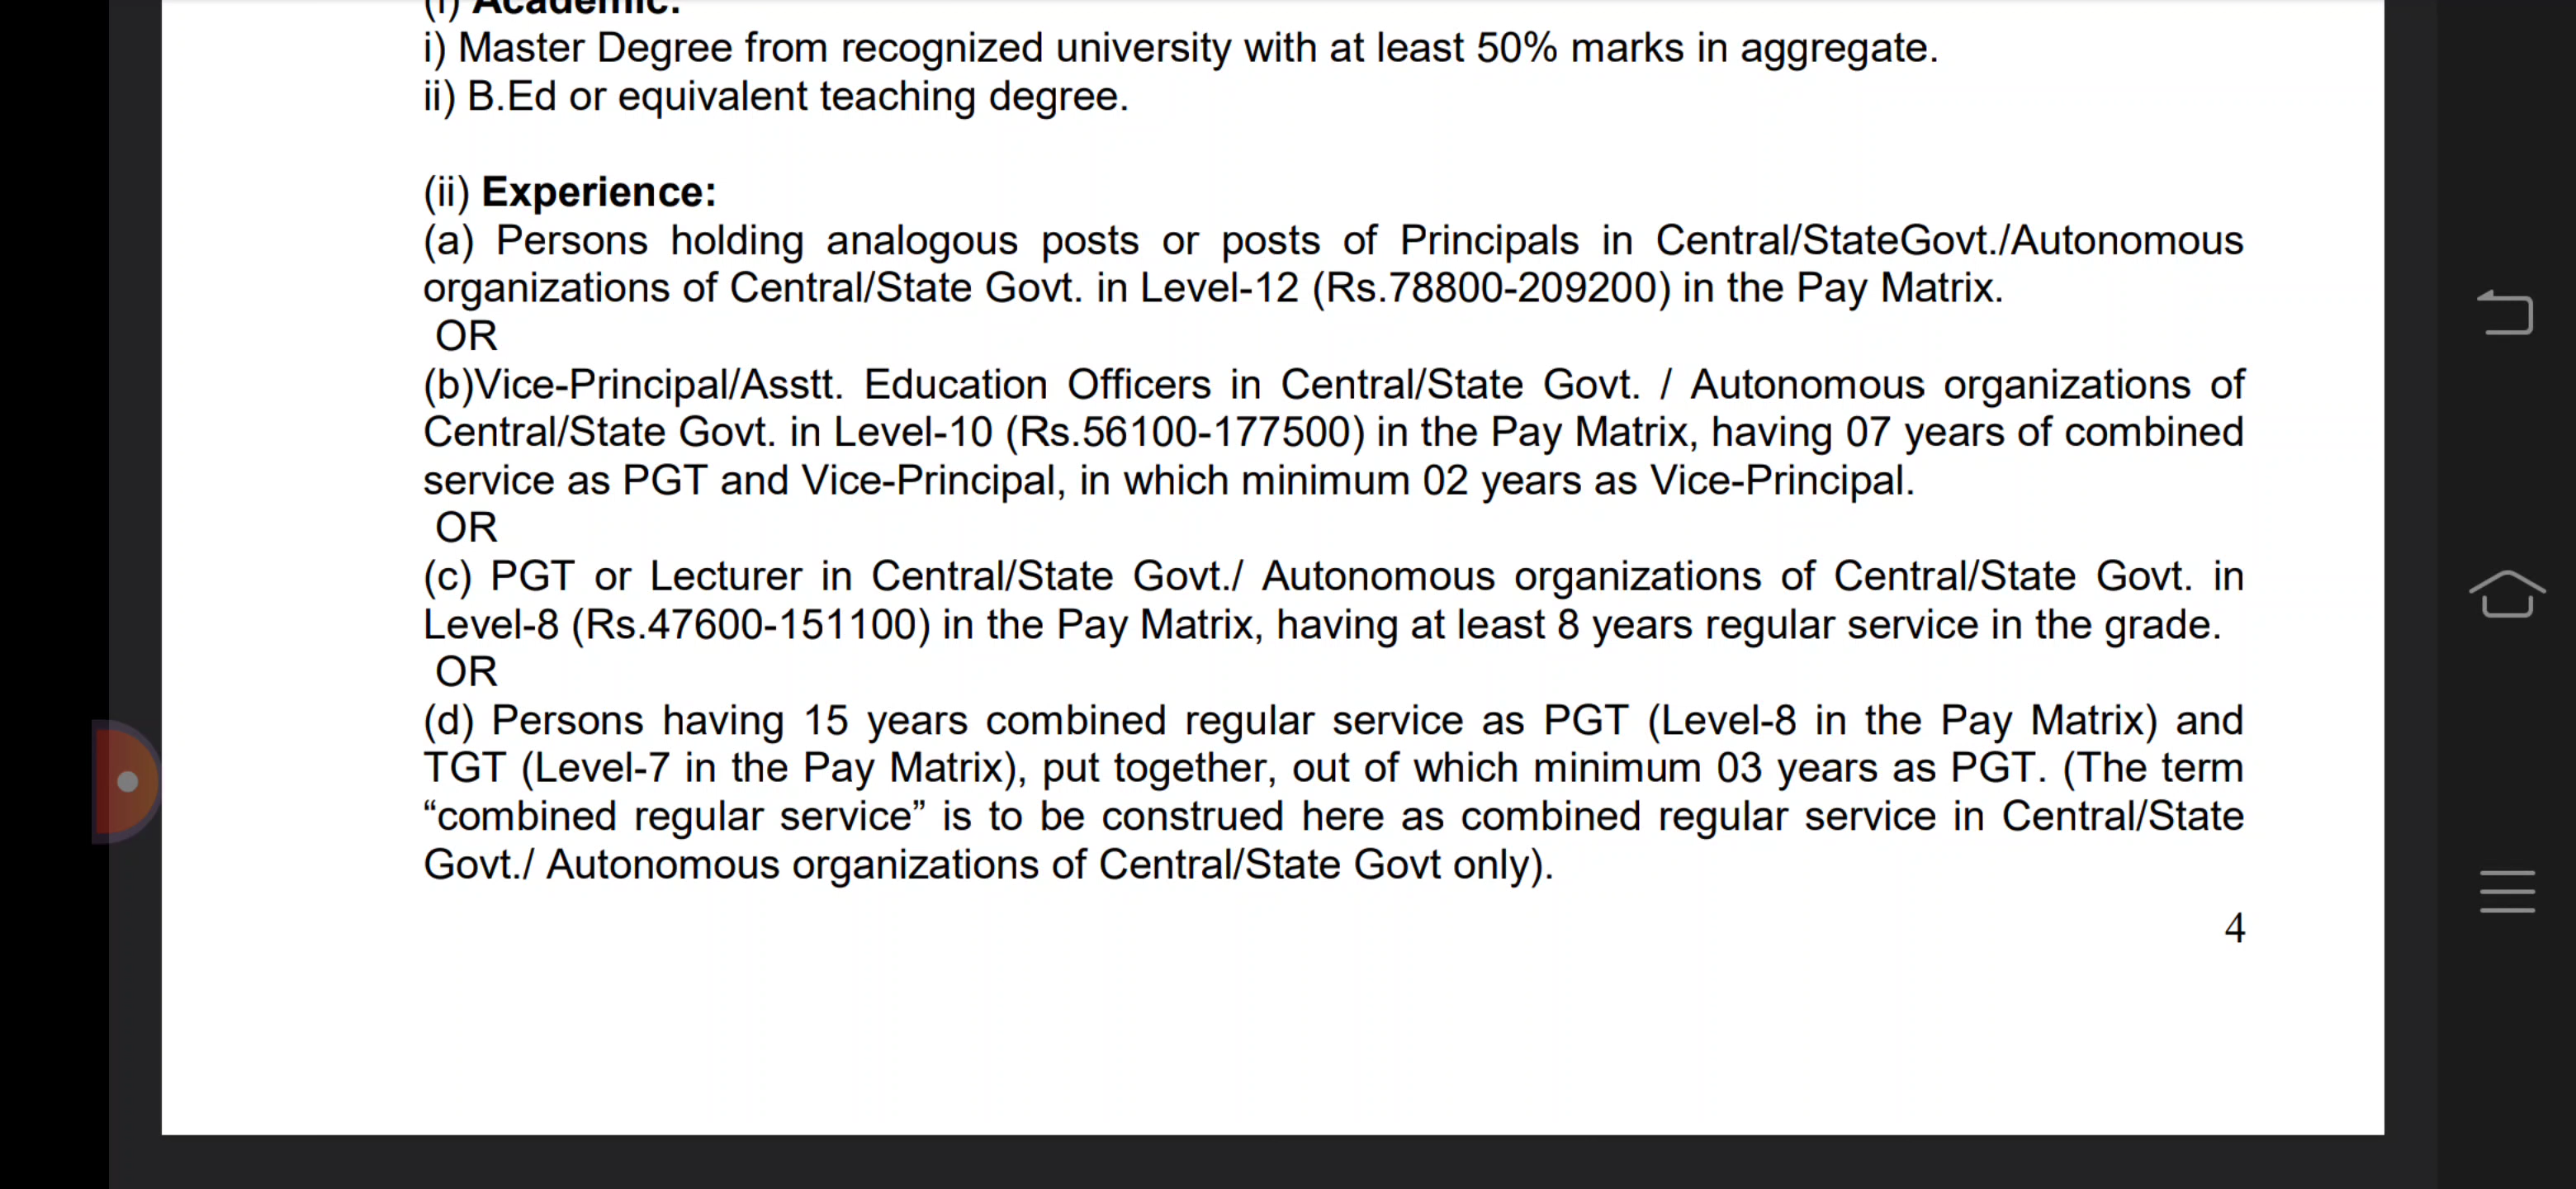 (i) Academic:
i) Master Degree from recognized university with at least 50% marks in aggregate.
ii) B.Ed or equivalent teaching degree.
(ii) Experience:
(a) Persons holding analogous posts or posts of Principals in Central/StateGovt./Autonomous
organizations of Central/State Govt. in Level-12 (Rs.78800-209200) in the Pay Matrix.
OR
(b)Vice-Principal/Asstt. Education Officers in Central/State Govt. / Autonomous organizations of
Central/State Govt. in Level-10 (Rs.56100-177500) in the Pay Matrix, having 07 years of combined
service as PGT and Vice-Principal, in which minimum 02 years as Vice-Principal.
OR
(c) PGT or Lecturer in Central/State Govt./ Autonomous organizations of Central/State Govt. in
Level-8 (Rs.47600-151100) in the Pay Matrix, having at least 8 years regular service in the grade.
OR
(d) Persons having 15 years combined regular service as PGT (Level-8 in the Pay Matrix) and
TGT (Level-7 in the Pay Matrix), put together, out of which minimum 03 years as PGT. (The term
“combined regular service” is to be construed here as combined regular service in Central/State
Govt./ Autonomous organizations of Central/State Govt only).
4